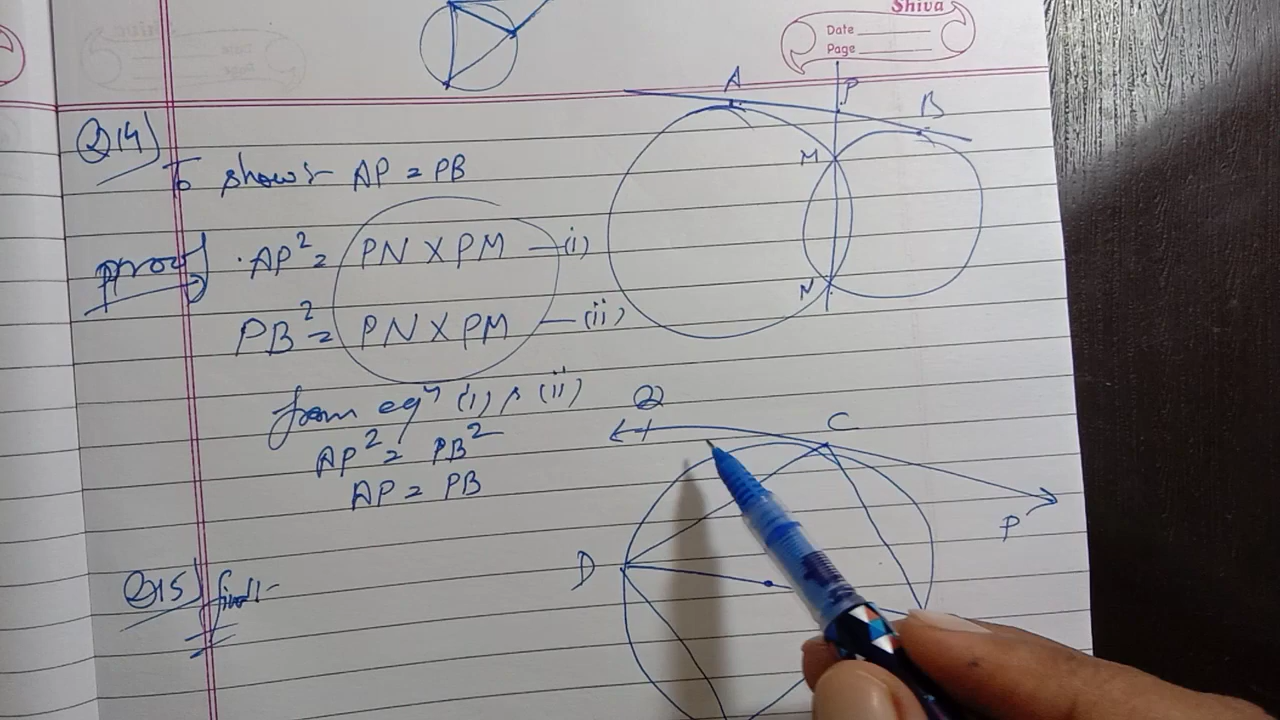 Shiva
Date
Page
Q14)
To show:- AP = PB
A
P
B
M
N
proof
AP² = PN X PM — (i)
PB² = PN X PM — (ii)
from eqn (i) & (ii)
AP² = PB²
AP = PB
Q
C
P
D
Q15) find:-